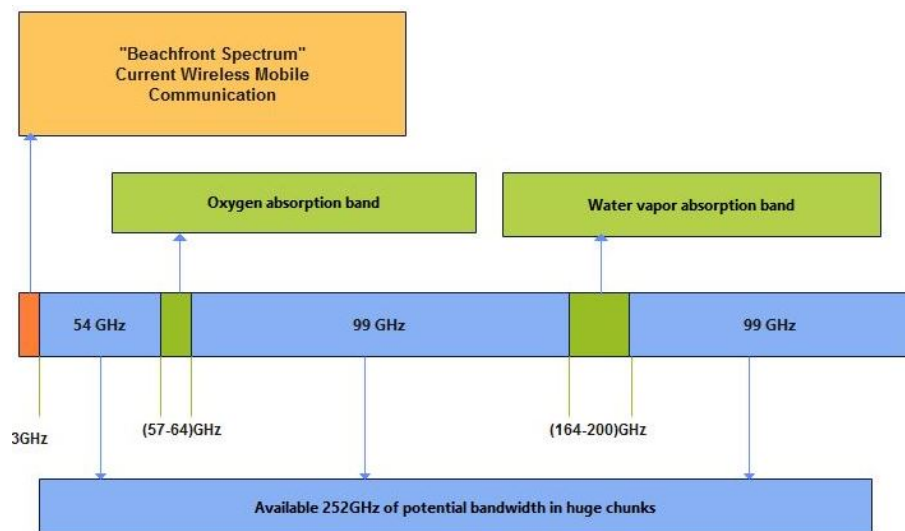 "Beachfront Spectrum"
Current Wireless Mobile
Communication
Oxygen absorption band
Water vapor absorption band
54 GHz
99 GHz
99 GHz
3GHz
(57-64)GHz
(164-200)GHz
Available 252GHz of potential bandwidth in huge chunks